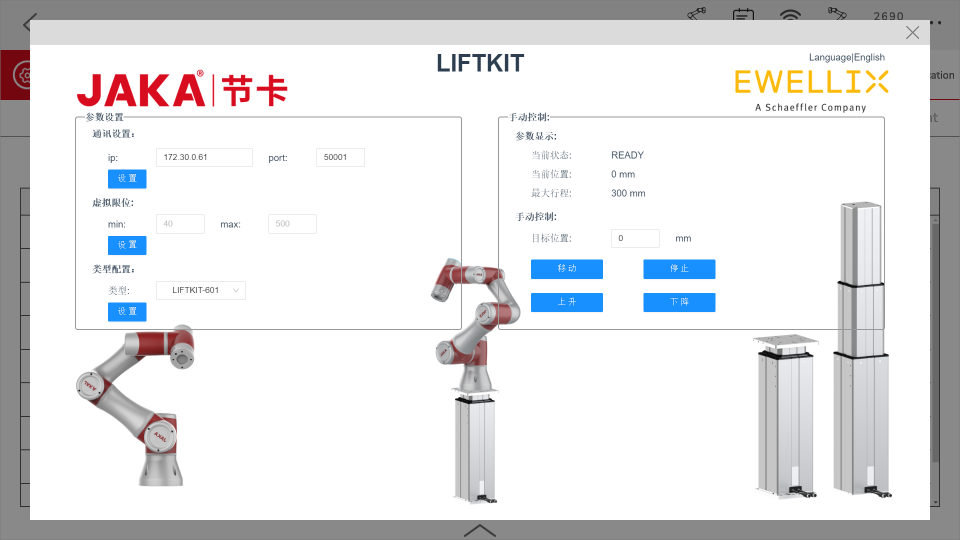 2690
LIFTKIT
Language|English
JAKA® 节卡
EWELLIX
A Schaeffler Company
参数设置
通讯设置:
ip: 172.30.0.61 port: 50001
设置
虚拟限位:
min: 40 max: 500
设置
类型配置:
类型: LIFTKIT-601
设置
手动控制:
参数显示:
当前状态: READY
当前位置: 0 mm
最大行程: 300 mm
手动控制:
目标位置: 0 mm
移动 停止
上升 下降